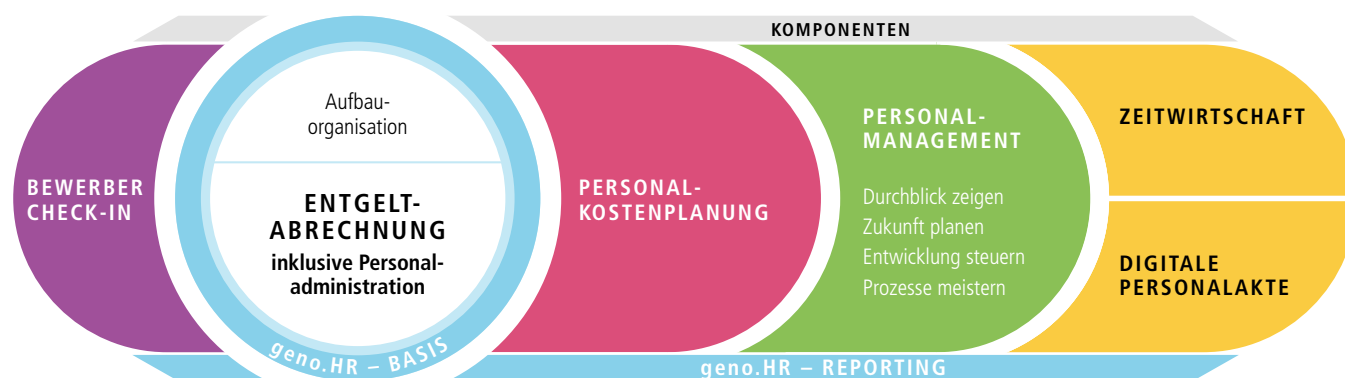 KOMPONENTEN
BEWERBER
CHECK-IN
Aufbau-
organisation
ENTGELT-
ABRECHNUNG
inklusive Personal-
administration
geno.HR – BASIS
PERSONAL-
KOSTENPLANUNG
PERSONAL-
MANAGEMENT
Durchblick zeigen
Zukunft planen
Entwicklung steuern
Prozesse meistern
ZEITWIRTSCHAFT
DIGITALE
PERSONALAKTE
geno.HR – REPORTING